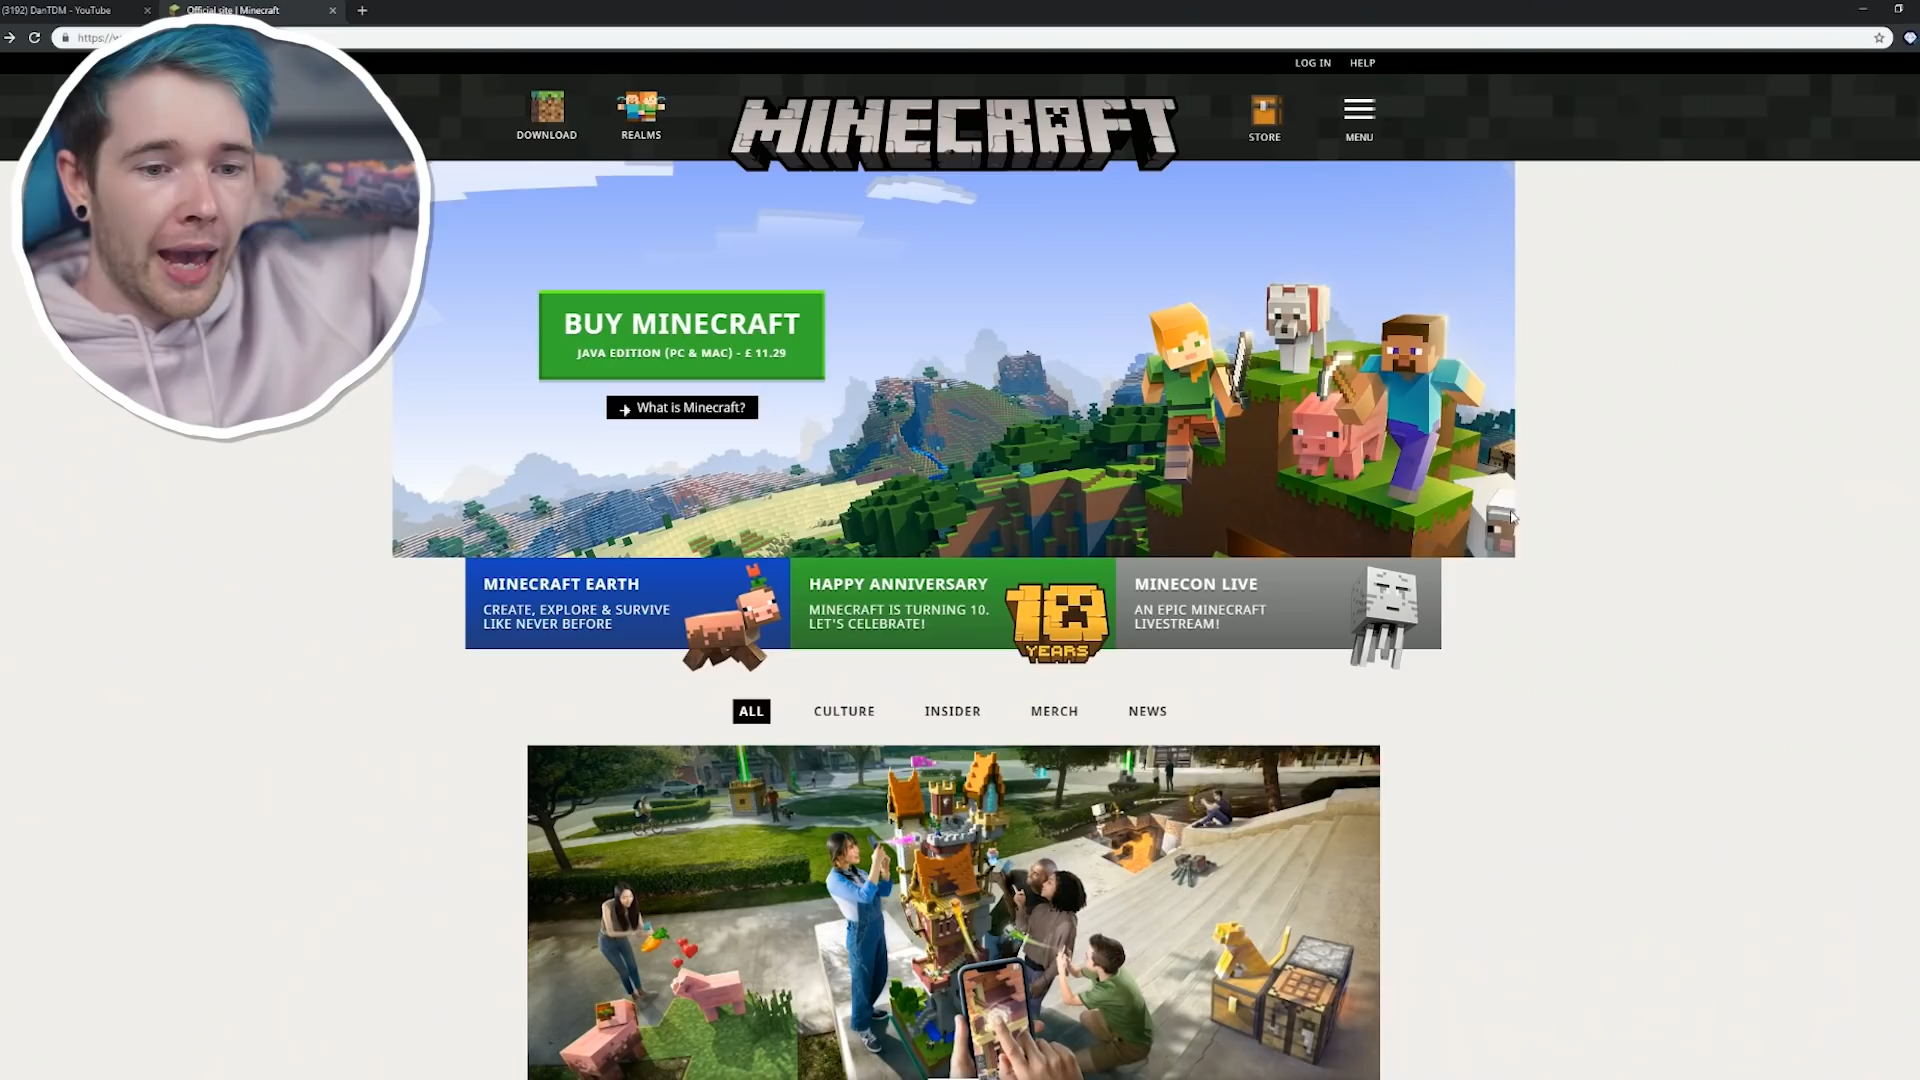 (3192) DanTDM - YouTube
Official site | Minecraft
https://w
LOG IN
HELP
DOWNLOAD
REALMS
MINECRAFT
STORE
MENU
BUY MINECRAFT
JAVA EDITION (PC & MAC) - £ 11.29
What is Minecraft?
MINECRAFT EARTH
CREATE, EXPLORE & SURVIVE
LIKE NEVER BEFORE
HAPPY ANNIVERSARY
MINECRAFT IS TURNING 10.
LET'S CELEBRATE!
10
YEARS
MINECON LIVE
AN EPIC MINECRAFT
LIVESTREAM!
ALL
CULTURE
INSIDER
MERCH
NEWS